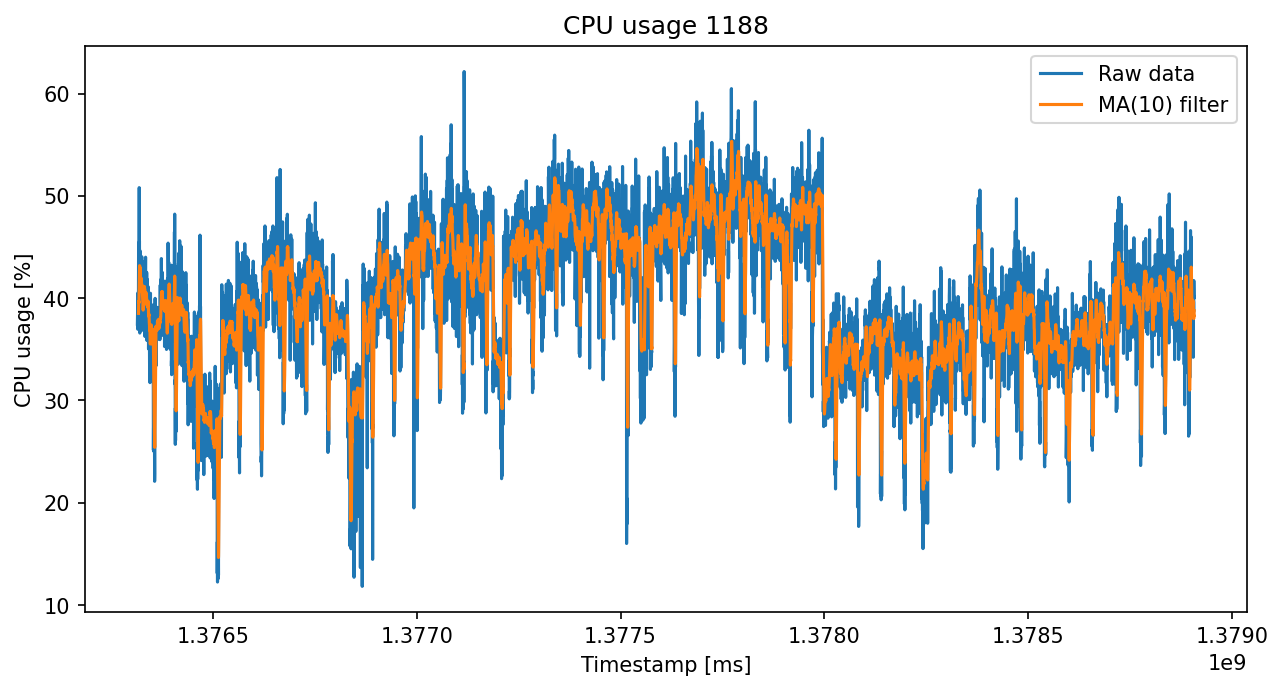 CPU usage 1188
Raw data
MA(10) filter
CPU usage [%]
60
50
40
30
20
10
1.3765 1.3770 1.3775 1.3780 1.3785 1.3790
1e9
Timestamp [ms]